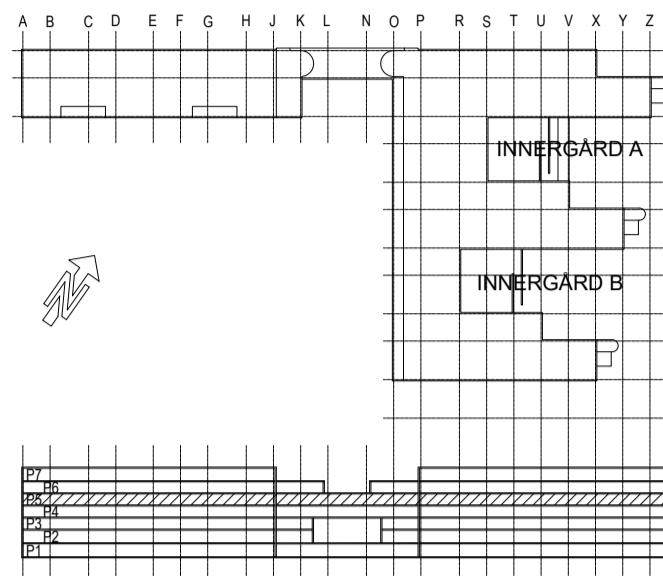 A B C D E F G H J K L N O P R S T U V X Y Z
INNERGÅRD A
INNERGÅRD B
N
P7
P6
P5
P4
P3
P2
P1